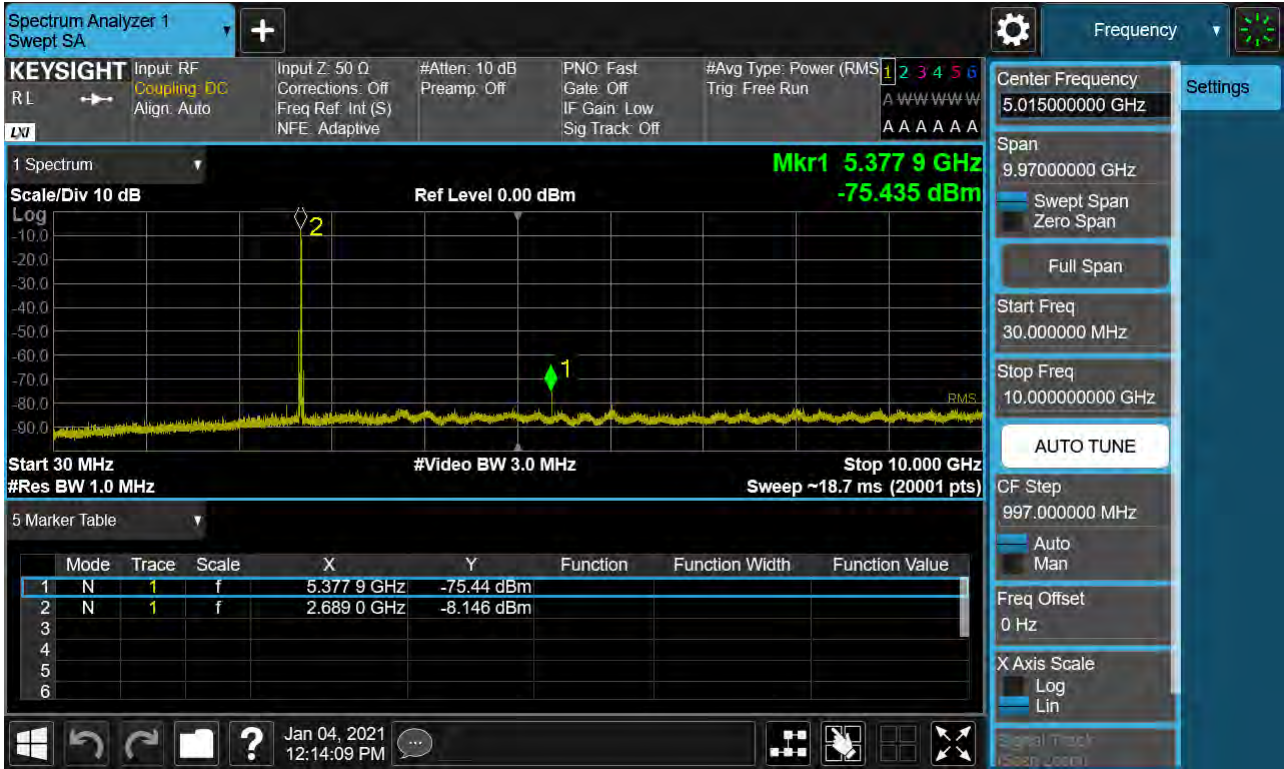 Spectrum Analyzer 1
Swept SA
Frequency
KEYSIGHT
RL
LXI
Input: RF
Coupling: DC
Align: Auto
Input Z: 50 Ω
Corrections: Off
Freq Ref: Int (S)
NFE: Adaptive
#Atten: 10 dB
Preamp: Off
PNO: Fast
Gate: Off
IF Gain: Low
Sig Track: Off
#Avg Type: Power (RMS
Trig: Free Run
1 2 3 4 5 6
A W W W W W
A A A A A A
1 Spectrum
Mkr1 5.377 9 GHz
Scale/Div 10 dB
Ref Level 0.00 dBm
-75.435 dBm
Log
-10.0
-20.0
-30.0
-40.0
-50.0
-60.0
-70.0
-80.0
-90.0
2
1
RMS
Start 30 MHz
#Video BW 3.0 MHz
Stop 10.000 GHz
#Res BW 1.0 MHz
Sweep ~18.7 ms (20001 pts)
5 Marker Table
Mode Trace Scale X Y Function Function Width Function Value
1 N 1 f 5.377 9 GHz -75.44 dBm
2 N 1 f 2.689 0 GHz -8.146 dBm
3
4
5
6
?
Jan 04, 2021
12:14:09 PM
Center Frequency
5.015000000 GHz
Settings
Span
9.97000000 GHz
Swept Span
Zero Span
Full Span
Start Freq
30.000000 MHz
Stop Freq
10.000000000 GHz
AUTO TUNE
CF Step
997.000000 MHz
Auto
Man
Freq Offset
0 Hz
X Axis Scale
Log
Lin
Signal Track
(Span Zoom)